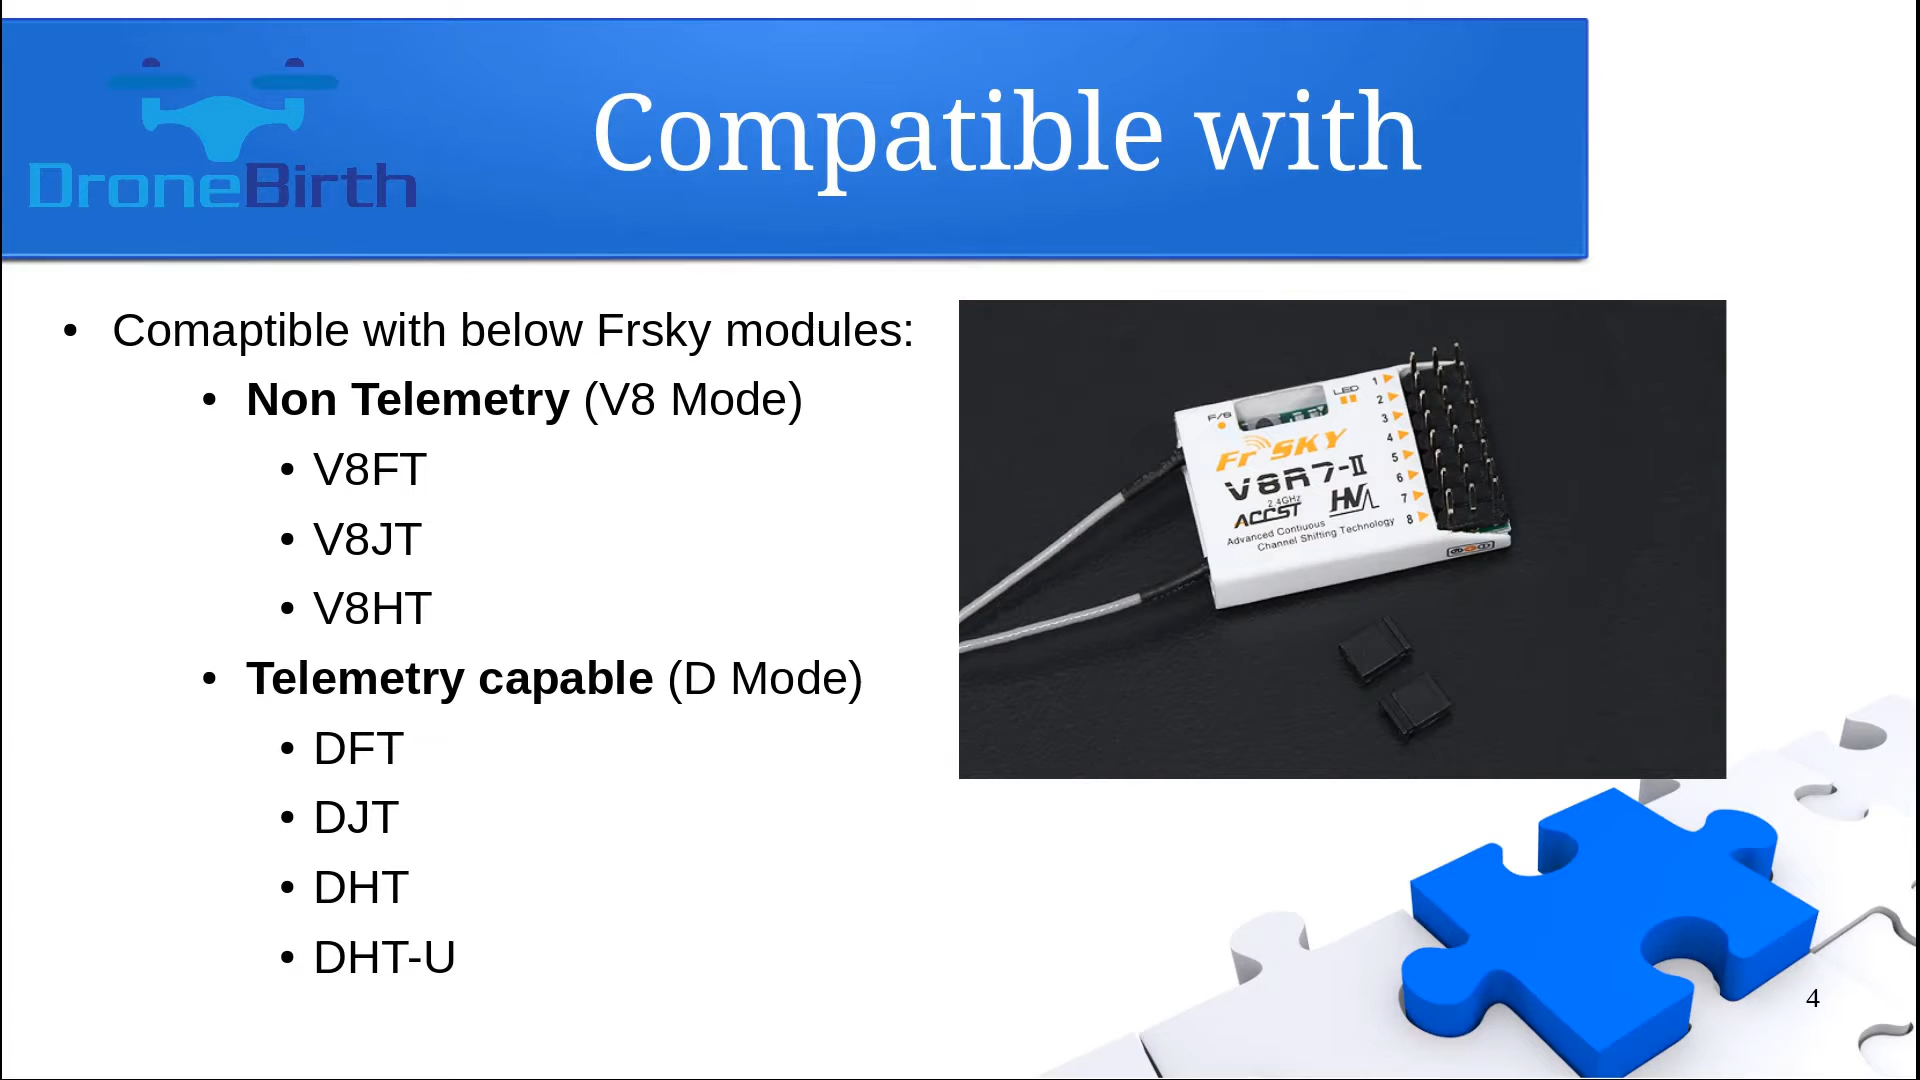 DroneBirth
Compatible with
• Comaptible with below Frsky modules:
• Non Telemetry (V8 Mode)
• V8FT
• V8JT
• V8HT
• Telemetry capable (D Mode)
• DFT
• DJT
• DHT
• DHT-U
F/S
LED
FrSKY
V8R7-II
2.4GHz
ACCST
HV
Advanced Contiuous
Channel Shifting Technology
1
2
3
4
5
6
7
8
4